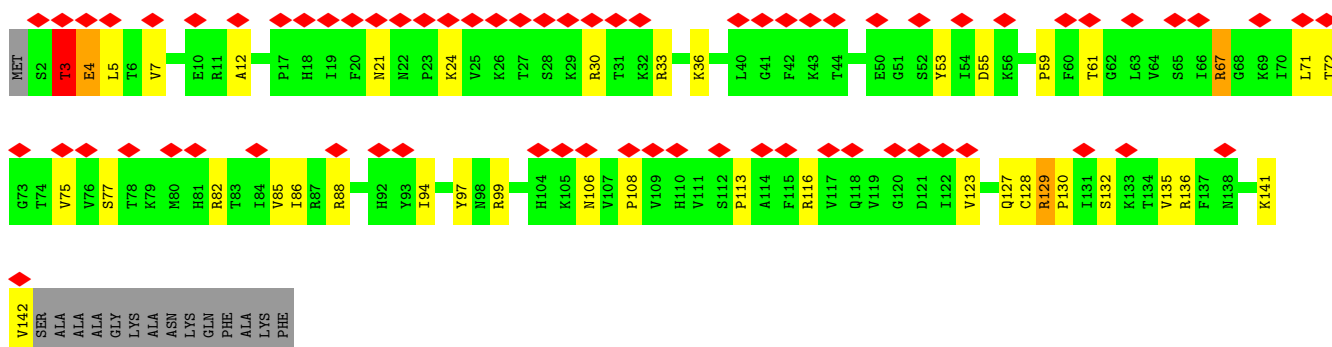 MET S2 T3 E4 L5 T6 V7 E10 R11 A12 P17 H18 I19 F20 N21 N22 P23 K24 V25 K26 T27 S28 K29 R30 T31 K32 R33 K36 L40 G41 F42 K43 T44 E50 G51 S52 Y53 I54 D55 K56 P59 F60 T61 G62 L63 V64 S65 I66 R67 G68 K69 I70 L71 T72
G73 T74 V75 V76 S77 T78 K79 M80 H81 R82 T83 I84 V85 I86 R87 R88 H92 Y93 I94 Y97 N98 R99 H104 K105 N106 V107 P108 V109 H110 V111 S112 P113 A114 F115 R116 V117 Q118 V119 G120 D121 I122 V123 Q127 C128 R129 P130 I131 S132 K133 T134 V135 R136 F137 N138 K141
V142 SER ALA ALA ALA GLY LYS ALA ASN LYS GLN PHE ALA LYS PHE